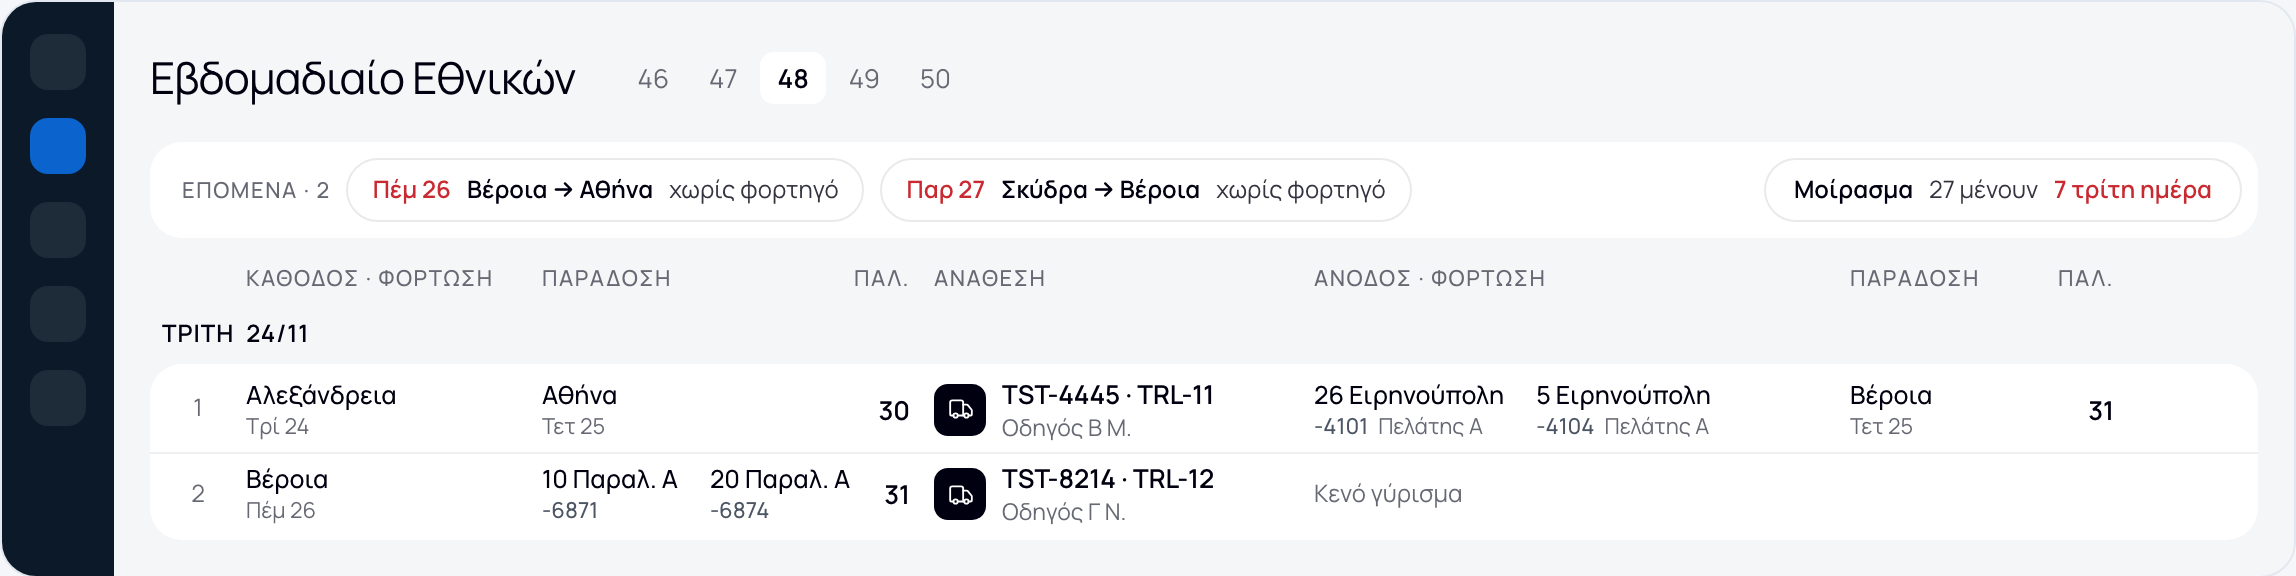 Εβδομαδιαίο Εθνικών 46 47 48 49 50
ΕΠΟΜΕΝΑ · 2 Πέμ 26 Βέροια → Αθήνα χωρίς φορτηγό Παρ 27 Σκύδρα → Βέροια χωρίς φορτηγό Μοίρασμα 27 μένουν 7 τρίτη ημέρα
ΚΑΘΟΔΟΣ · ΦΟΡΤΩΣΗ ΠΑΡΑΔΟΣΗ ΠΑΛ. ΑΝΑΘΕΣΗ ΑΝΟΔΟΣ · ΦΟΡΤΩΣΗ ΠΑΡΑΔΟΣΗ ΠΑΛ.
ΤΡΙΤΗ 24/11
1 Αλεξάνδρεια Αθήνα 30 TST-4445 · TRL-11 26 Ειρηνούπολη 5 Ειρηνούπολη Βέροια 31
Τρί 24 Τετ 25 Οδηγός Β Μ. -4101 Πελάτης Α -4104 Πελάτης Α Τετ 25
2 Βέροια 10 Παραλ. Α 20 Παραλ. Α 31 TST-8214 · TRL-12 Κενό γύρισμα
Πέμ 26 -6871 -6874 Οδηγός Γ Ν.